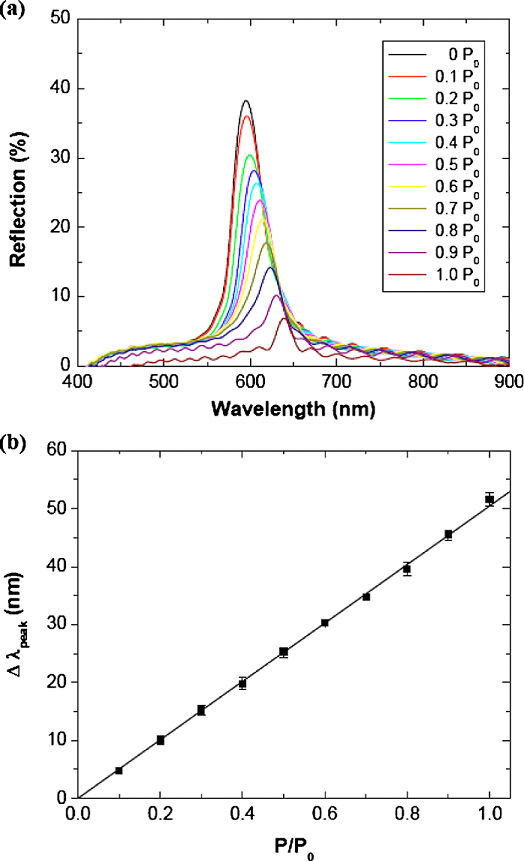 (a)
50
40
30
20
10
0
Reflection (%)
0 P₀
0.1 P₀
0.2 P₀
0.3 P₀
0.4 P₀
0.5 P₀
0.6 P₀
0.7 P₀
0.8 P₀
0.9 P₀
1.0 P₀
400 500 600 700 800 900
Wavelength (nm)
(b)
60
50
40
30
20
10
0
Δ λpeak (nm)
0.0 0.2 0.4 0.6 0.8 1.0
P/P₀